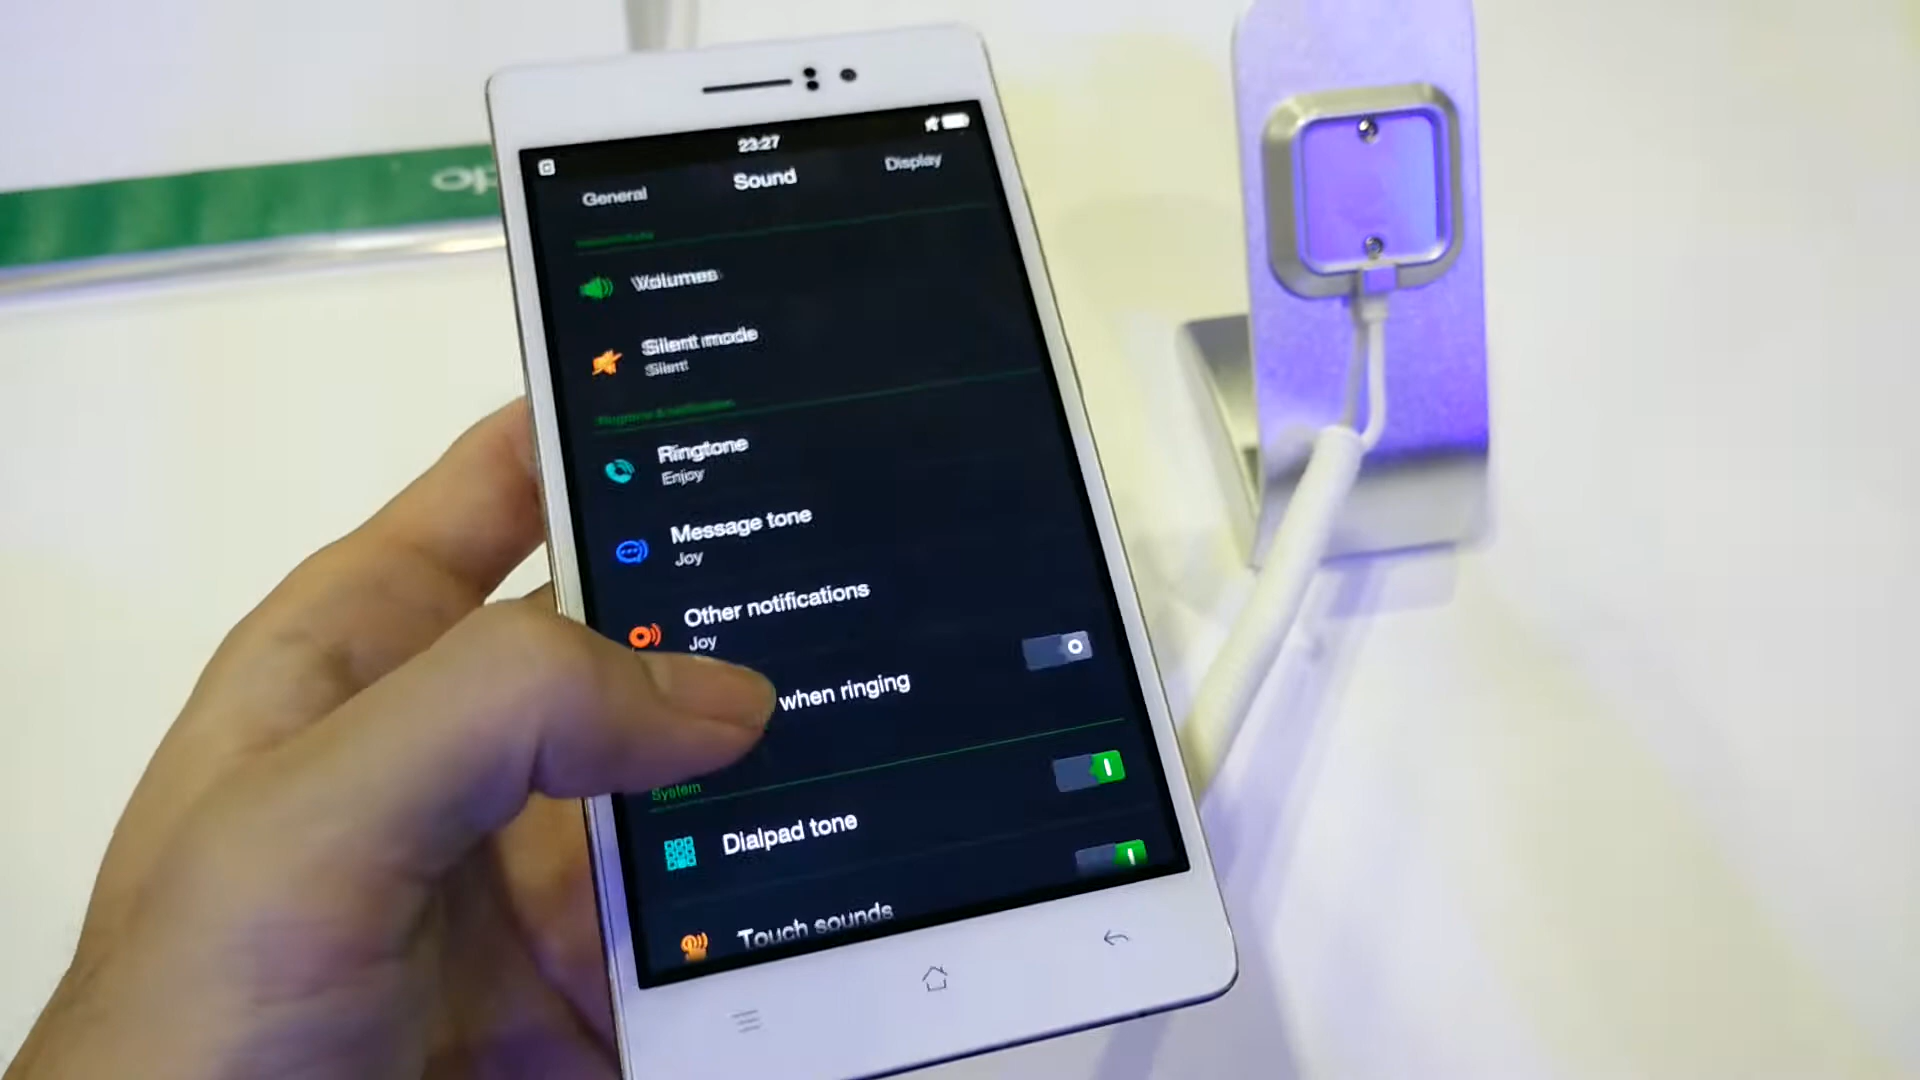 23:27
General Sound Display
Volumes
Silent mode
Silent
Ringtone
Enjoy
Message tone
Joy
Other notifications
Joy
when ringing
System
Dialpad tone
Touch sounds